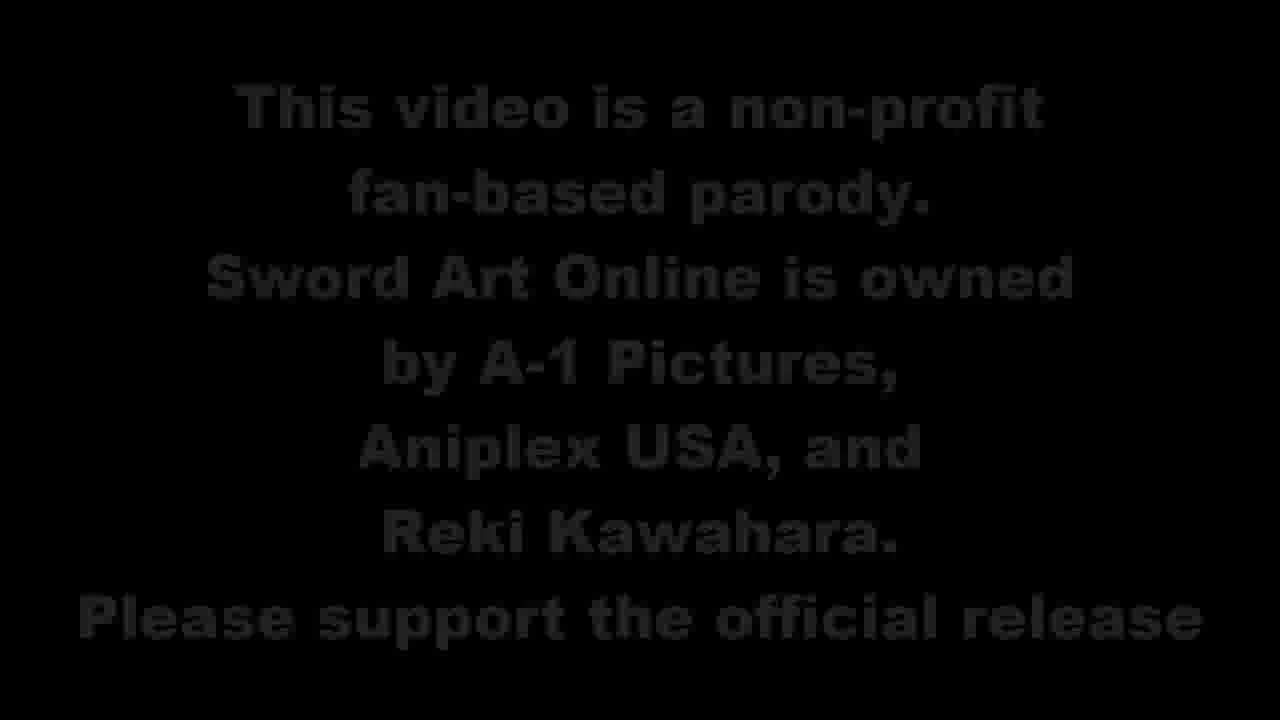 This video is a non-profit
fan-based parody.
Sword Art Online is owned
by A-1 Pictures,
Aniplex USA, and
Reki Kawahara.
Please support the official release